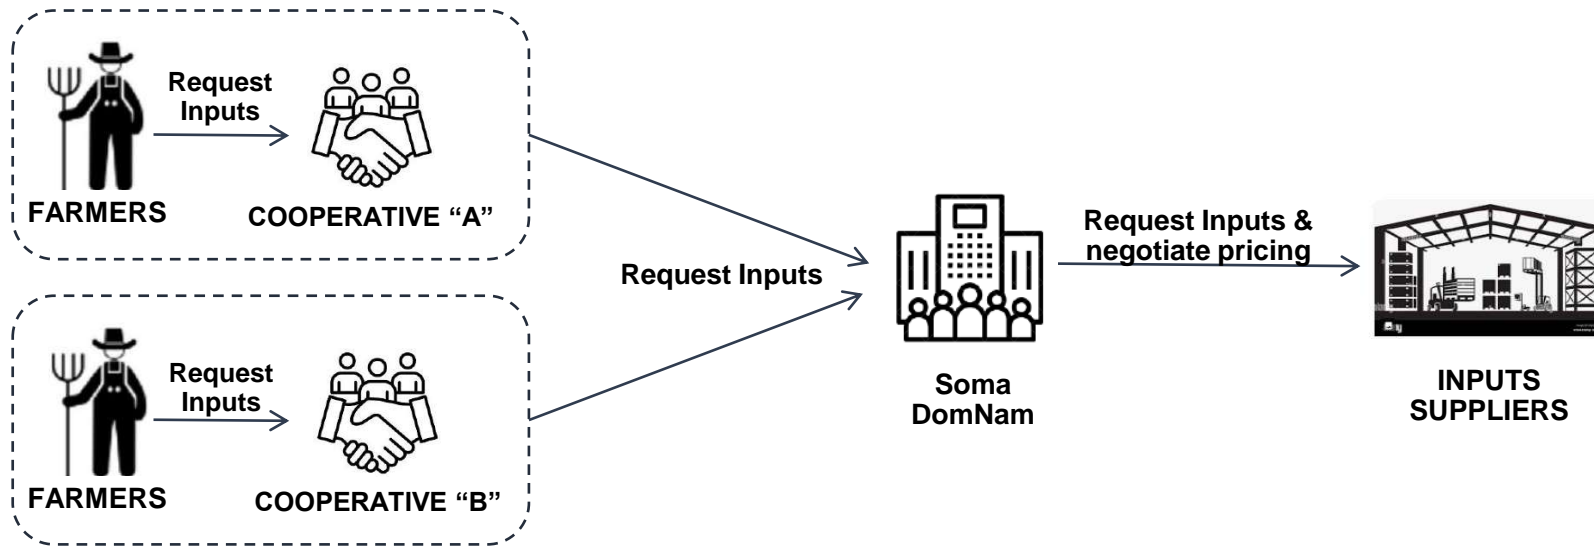 Request
Inputs
FARMERS
COOPERATIVE “A”
Request Inputs
Request
Inputs
FARMERS
COOPERATIVE “B”
Soma
DomNam
Request Inputs &
negotiate pricing
INPUTS
SUPPLIERS